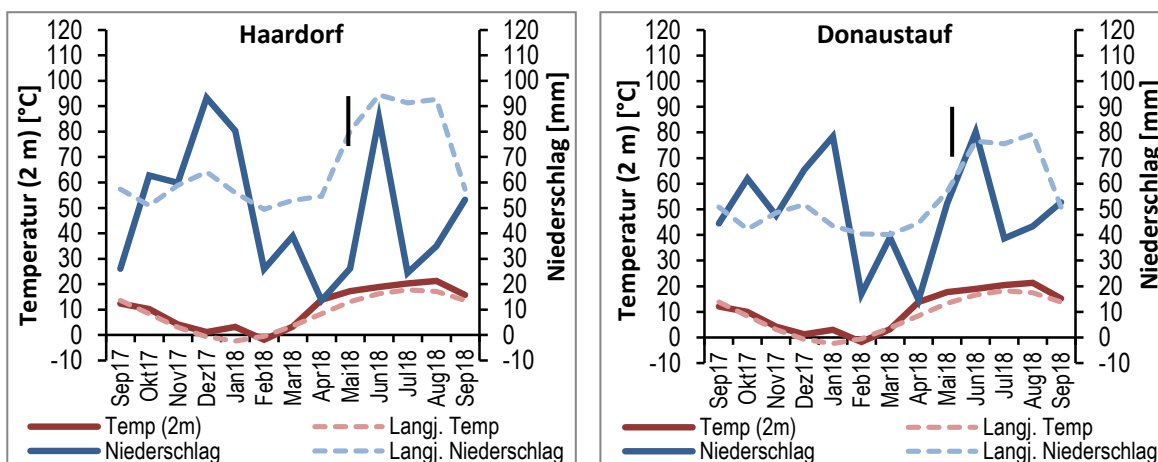 Haardorf
Temperatur (2 m) [°C]
120
110
100
90
80
70
60
50
40
30
20
10
0
-10
120
110
100
90
80
70
60
50
40
30
20
10
0
-10
Niederschlag [mm]
Sep17
Okt17
Nov17
Dez17
Jan18
Feb18
Mar18
Apr18
Mai18
Jun18
Jul18
Aug18
Sep18
Temp (2m)
Langj. Temp
Niederschlag
Langj. Niederschlag
Donaustauf
Temperatur (2 m) [°C]
120
110
100
90
80
70
60
50
40
30
20
10
0
-10
120
110
100
90
80
70
60
50
40
30
20
10
0
-10
Niederschlag [mm]
Sep17
Okt17
Nov17
Dez17
Jan18
Feb18
Mar18
Apr18
Mai18
Jun18
Jul18
Aug18
Sep18
Temp (2m)
Langj. Temp
Niederschlag
Langj. Niederschlag